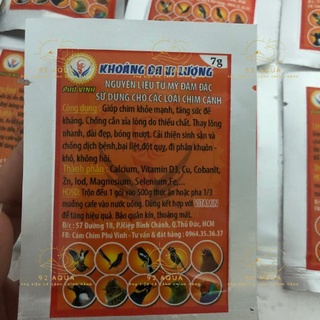 KHOÁNG ĐA VI LƯỢNG
PHÚ VINH
7g
NGUYÊN LIỆU TỪ MỸ ĐẬM ĐẶC
SỬ DỤNG CHO CÁC LOÀI CHIM CẢNH
Công dụng: Giúp chim khỏe mạnh, tăng sức đề
kháng. Chống cắn xỉa lông do thiếu chất. Thay lông
nhanh, dài đẹp, bóng mượt. Cải thiện sinh sản và
chống dịch bệnh, bại liệt, đột quỵ, đi phân khuôn -
khô, không hôi.
Thành phần: Calcium, Vitamin D3, Cu, Cobanlt,
Zn, Iod, Magnesium, Selenium, Fe,...
HDSD: Trộn đều 1 gói vào 500g thức ăn hoặc pha 1/3
muỗng cafe vào nước uống. Dùng kết hợp với VITAMIN
để tăng hiệu quả. Bảo quản kín, thoáng mát.
Đ/c: 57 Đường 18, P.Hiệp Bình Chánh, Q.Thủ Đức, HCM
FB: Cám Chim Phú Vinh - Tư vấn & đặt hàng : 0964.35.36.37
92 AQUA